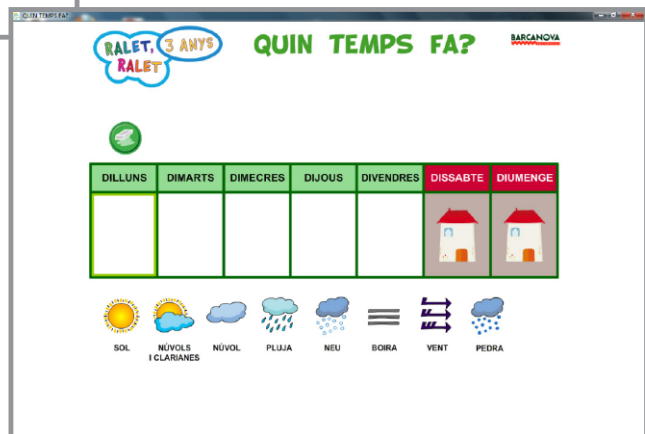 QUIN TEMPS FA?
RALET, 3 ANYS
RALET
QUIN TEMPS FA?
BARCANOVA
DILLUNS DIMARTS DIMECRES DIJOUS DIVENDRES DISSABTE DIUMENGE
SOL NÚVOLS NÚVOL PLUJA NEU BOIRA VENT PEDRA
I CLARIANES